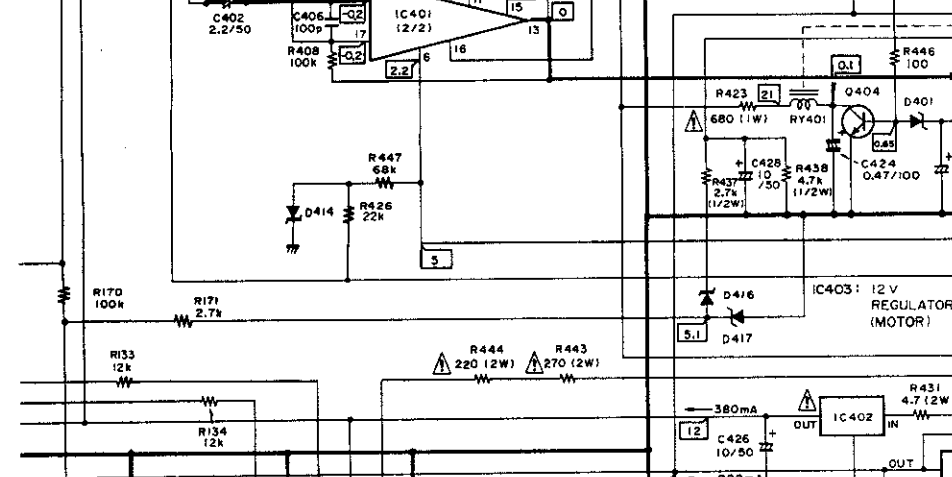 C402
2.2/50
C406
100p
-0.2
17
IC401
(2/2)
15
0
13
R408
100k
-0.2
2.2
6
16
R446
100
0.1
R423
21
Q404
D401
680 (1W)
RY401
0.65
R447
68k
C428
10
/50
R438
4.7k
(1/2W)
C424
0.47/100
R437
2.7k
(1/2W)
D414
R426
22k
5
R170
100k
R171
2.7k
D416
5.1
D417
IC403: 12V
REGULATOR
(MOTOR)
R133
12k
R444
220 (2W)
R443
270 (2W)
R134
12k
380mA
12
OUT
IC402
IN
R431
4.7 (2W
C426
10/50
OUT